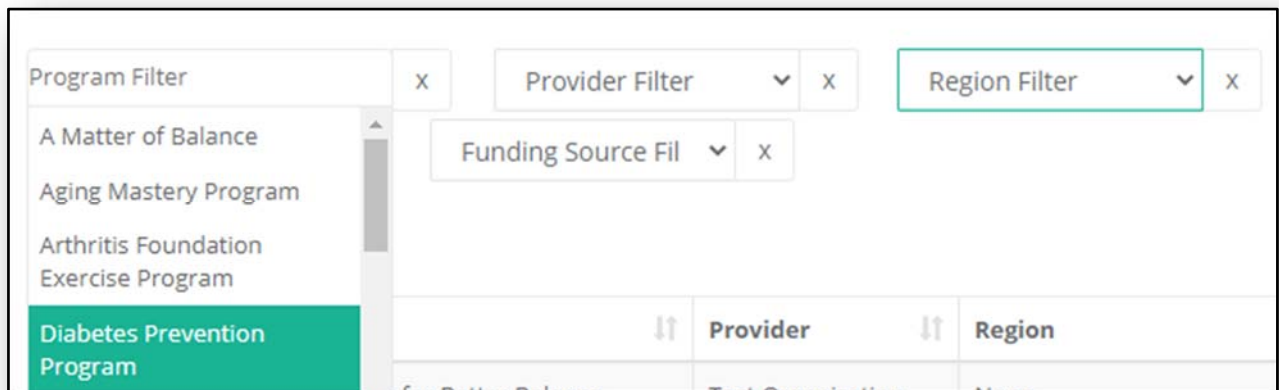 Program Filter
x
Provider Filter
x
Region Filter
x
A Matter of Balance
Funding Source Fil
x
Aging Mastery Program
Arthritis Foundation
Exercise Program
Diabetes Prevention
Program
Provider
Region